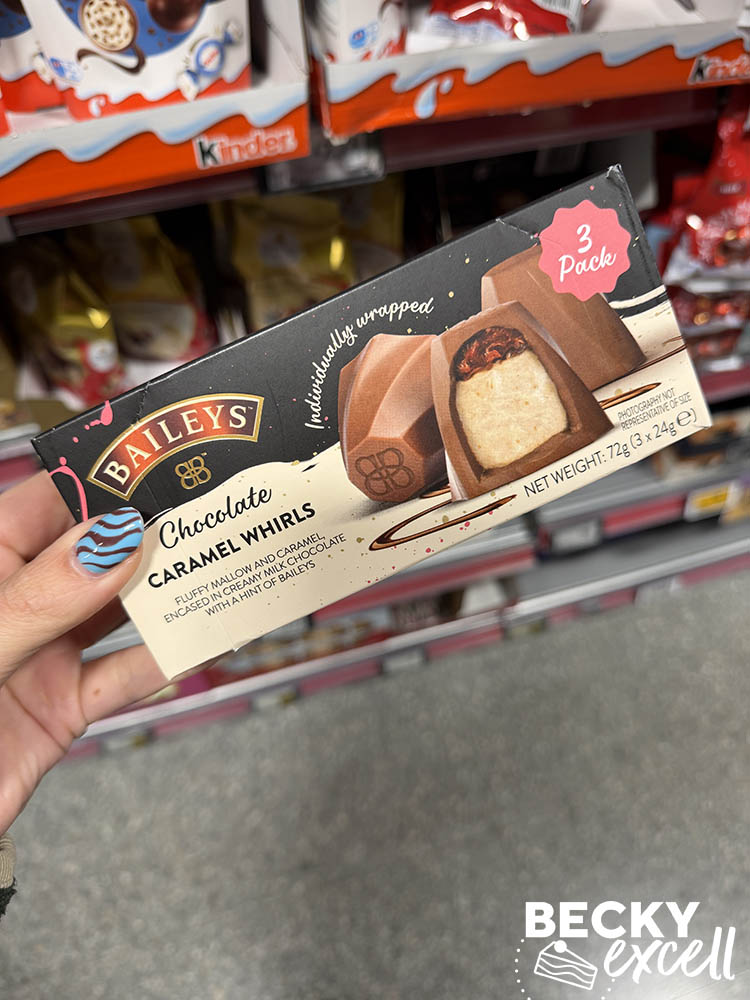 Kinder
Kinder
3
Pack
Individually wrapped
BAILEYS™
Chocolate
CARAMEL WHIRLS
FLUFFY MALLOW AND CARAMEL
ENCASED IN CREAMY MILK CHOCOLATE
WITH A HINT OF BAILEYS
PHOTOGRAPHY NOT
REPRESENTATIVE OF SIZE
NET WEIGHT: 72g (3 x 24g ℮)
BECKY
excell